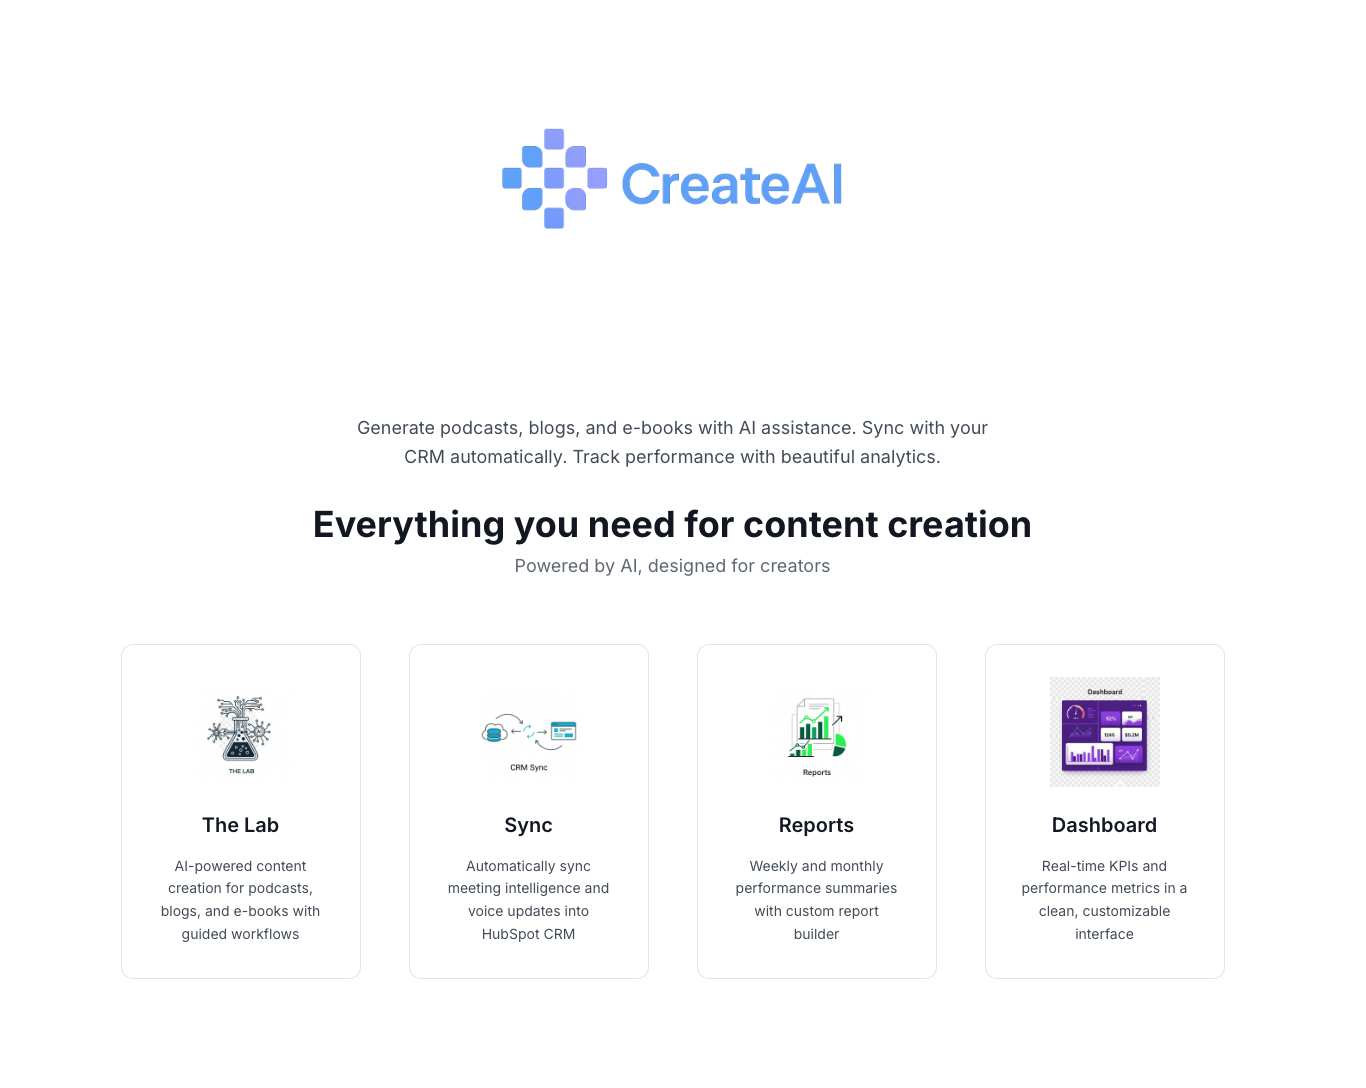 CreateAI
Generate podcasts, blogs, and e-books with AI assistance. Sync with your
CRM automatically. Track performance with beautiful analytics.
Everything you need for content creation
Powered by AI, designed for creators
THE LAB
The Lab
AI-powered content
creation for podcasts,
blogs, and e-books with
guided workflows
CRM Sync
Sync
Automatically sync
meeting intelligence and
voice updates into
HubSpot CRM
Reports
Reports
Weekly and monthly
performance summaries
with custom report
builder
Dashboard
92%
1245
$5.2M
Dashboard
Real-time KPIs and
performance metrics in a
clean, customizable
interface